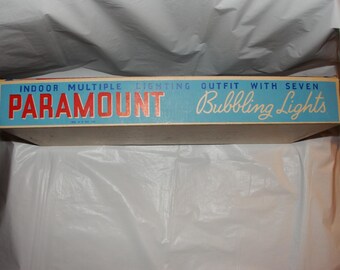 INDOOR MULTIPLE LIGHTING OUTFIT WITH SEVEN
PARAMOUNT Bubbling Lights